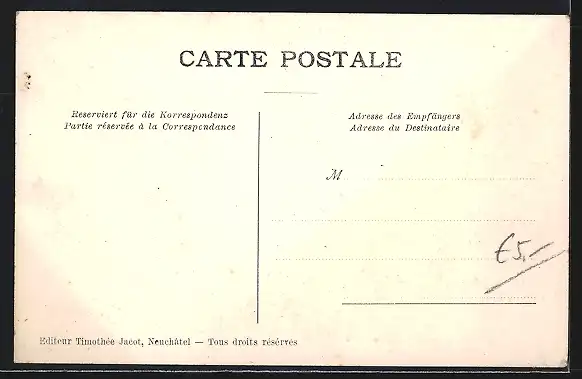 CARTE POSTALE
Reserviert für die Korrespondenz
Partie réservée à la Correspondance
Adresse des Empfängers
Adresse du Destinataire
M
€5,-
Editeur Timothée Jacot, Neuchâtel — Tous droits résérvés